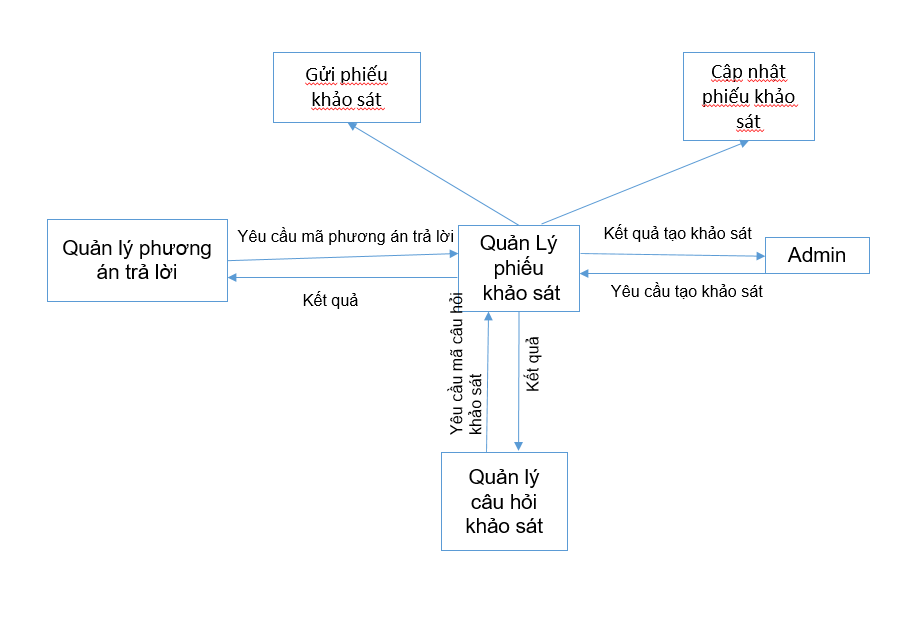 Gửi phiếu
khảo sát
Cập nhật
phiếu khảo
sát
Quản lý phương
án trả lời
Yêu cầu mã phương án trả lời
Kết quả
Quản Lý
phiếu
khảo sát
Kết quả tạo khảo sát
Yêu cầu tạo khảo sát
Admin
Yêu cầu mã câu hỏi
khảo sát
Kết quả
Quản lý
câu hỏi
khảo sát